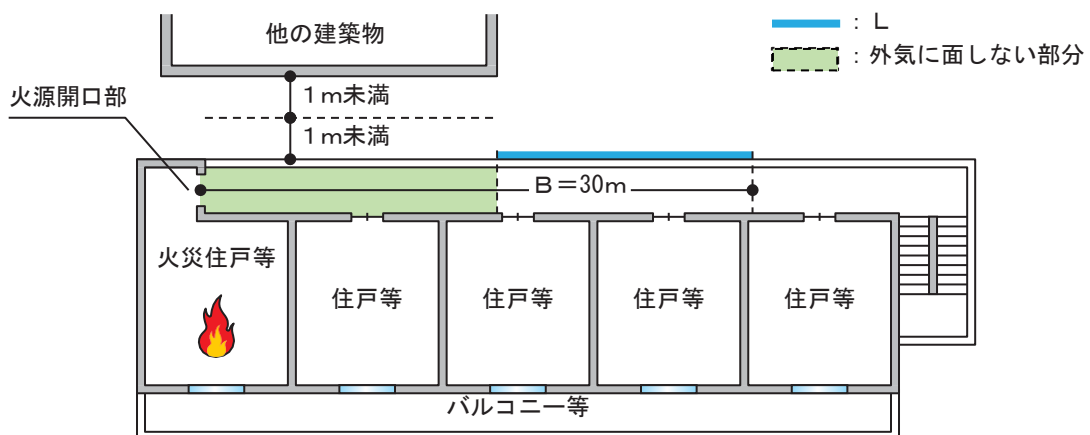 他の建築物
：L
：外気に面しない部分
火源開口部
１ｍ未満
１ｍ未満
Ｂ＝30ｍ
火災住戸等
住戸等
住戸等
住戸等
住戸等
バルコニー等